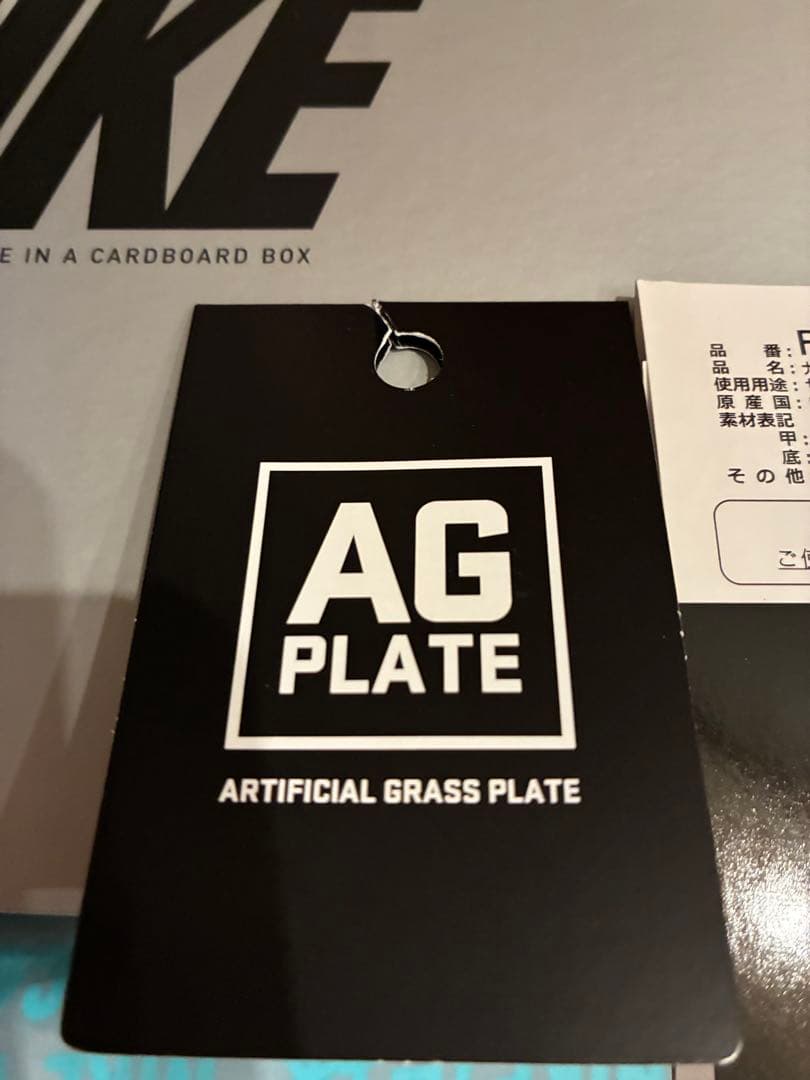 IN A CARDBOARD BOX
AG
PLATE
ARTIFICIAL GRASS PLATE
品 番:
品 名:
使用用途:
原 産 国:
素材表記
甲:
底:
そ の 他